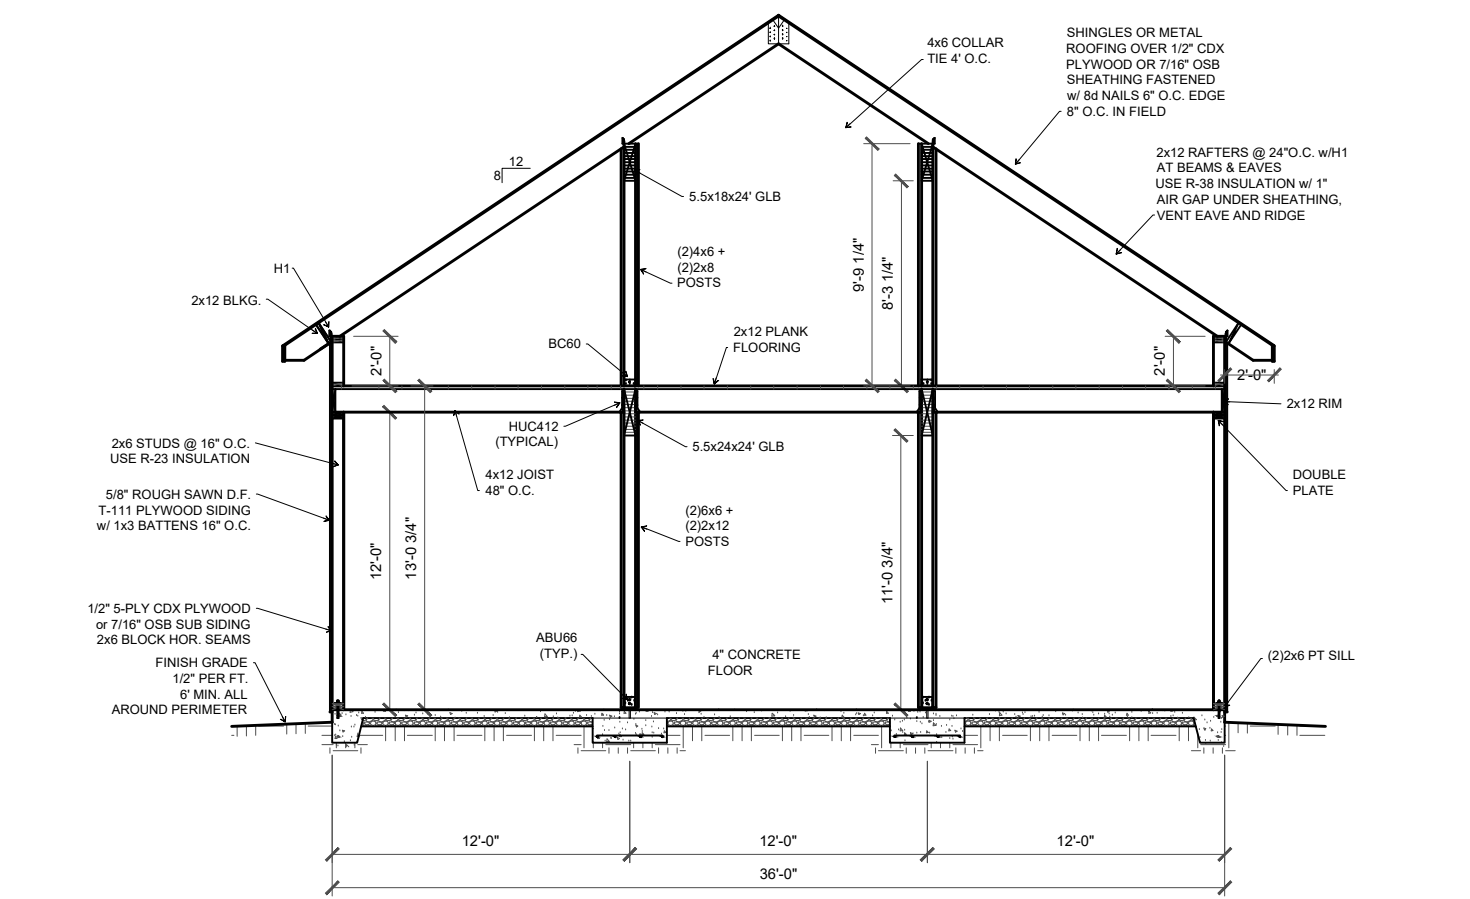 4x6 COLLAR
TIE 4' O.C.
SHINGLES OR METAL
ROOFING OVER 1/2" CDX
PLYWOOD OR 7/16" OSB
SHEATHING FASTENED
w/ 8d NAILS 6" O.C. EDGE
8" O.C. IN FIELD
2x12 RAFTERS @ 24"O.C. w/H1
AT BEAMS & EAVES
USE R-38 INSULATION w/ 1"
AIR GAP UNDER SHEATHING,
VENT EAVE AND RIDGE
12
8
5.5x18x24' GLB
(2)4x6 +
(2)2x8
POSTS
9'-9 1/4"
8'-3 1/4"
H1
2x12 BLKG.
2'-0"
BC60
2x12 PLANK
FLOORING
2'-0"
2'-0"
2x12 RIM
HUC412
(TYPICAL)
5.5x24x24' GLB
2x6 STUDS @ 16" O.C.
USE R-23 INSULATION
4x12 JOIST
48" O.C.
DOUBLE
PLATE
5/8" ROUGH SAWN D.F.
T-111 PLYWOOD SIDING
w/ 1x3 BATTENS 16" O.C.
(2)6x6 +
(2)2x12
POSTS
12'-0"
13'-0 3/4"
11'-0 3/4"
1/2" 5-PLY CDX PLYWOOD
or 7/16" OSB SUB SIDING
2x6 BLOCK HOR. SEAMS
ABU66
(TYP.)
4" CONCRETE
FLOOR
(2)2x6 PT SILL
FINISH GRADE
1/2" PER FT.
6' MIN. ALL
AROUND PERIMETER
12'-0"
12'-0"
12'-0"
36'-0"